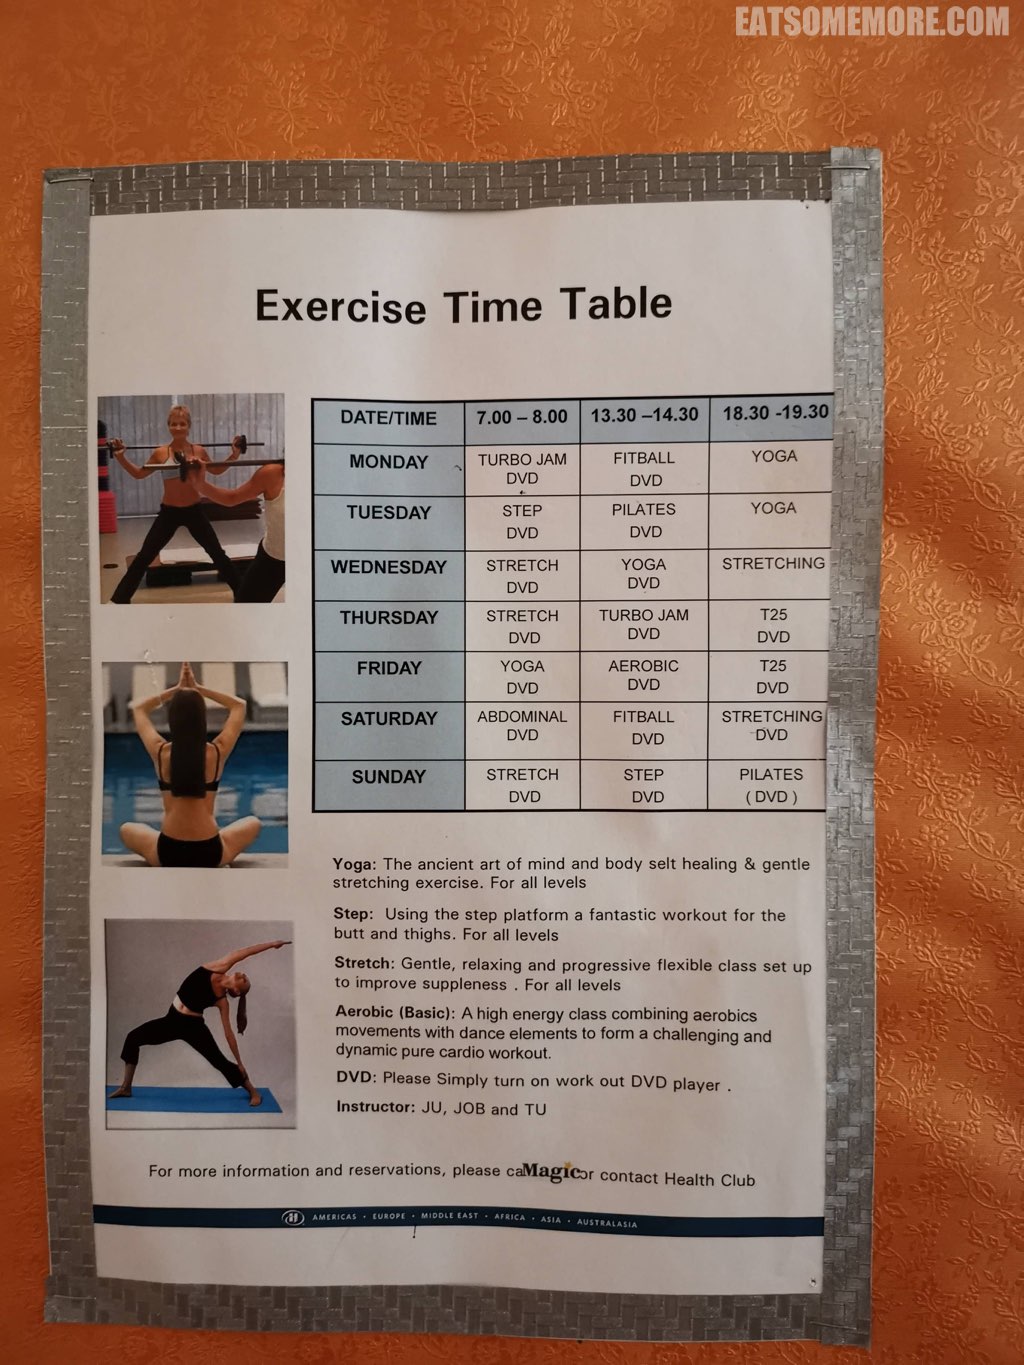 EATSOMEMORE.COM
Exercise Time Table
DATE/TIME 7.00 – 8.00 13.30 –14.30 18.30 -19.30
MONDAY TURBO JAM DVD FITBALL DVD YOGA
TUESDAY STEP DVD PILATES DVD YOGA
WEDNESDAY STRETCH DVD YOGA DVD STRETCHING
THURSDAY STRETCH DVD TURBO JAM DVD T25 DVD
FRIDAY YOGA DVD AEROBIC DVD T25 DVD
SATURDAY ABDOMINAL DVD FITBALL DVD STRETCHING DVD
SUNDAY STRETCH DVD STEP DVD PILATES ( DVD )
Yoga: The ancient art of mind and body selt healing & gentle
stretching exercise. For all levels
Step: Using the step platform a fantastic workout for the
butt and thighs. For all levels
Stretch: Gentle, relaxing and progressive flexible class set up
to improve suppleness . For all levels
Aerobic (Basic): A high energy class combining aerobics
movements with dance elements to form a challenging and
dynamic pure cardio workout.
DVD: Please Simply turn on work out DVD player .
Instructor: JU, JOB and TU
For more information and reservations, please ca Magic or contact Health Club
AMERICAS · EUROPE · MIDDLE EAST · AFRICA · ASIA · AUSTRALASIA